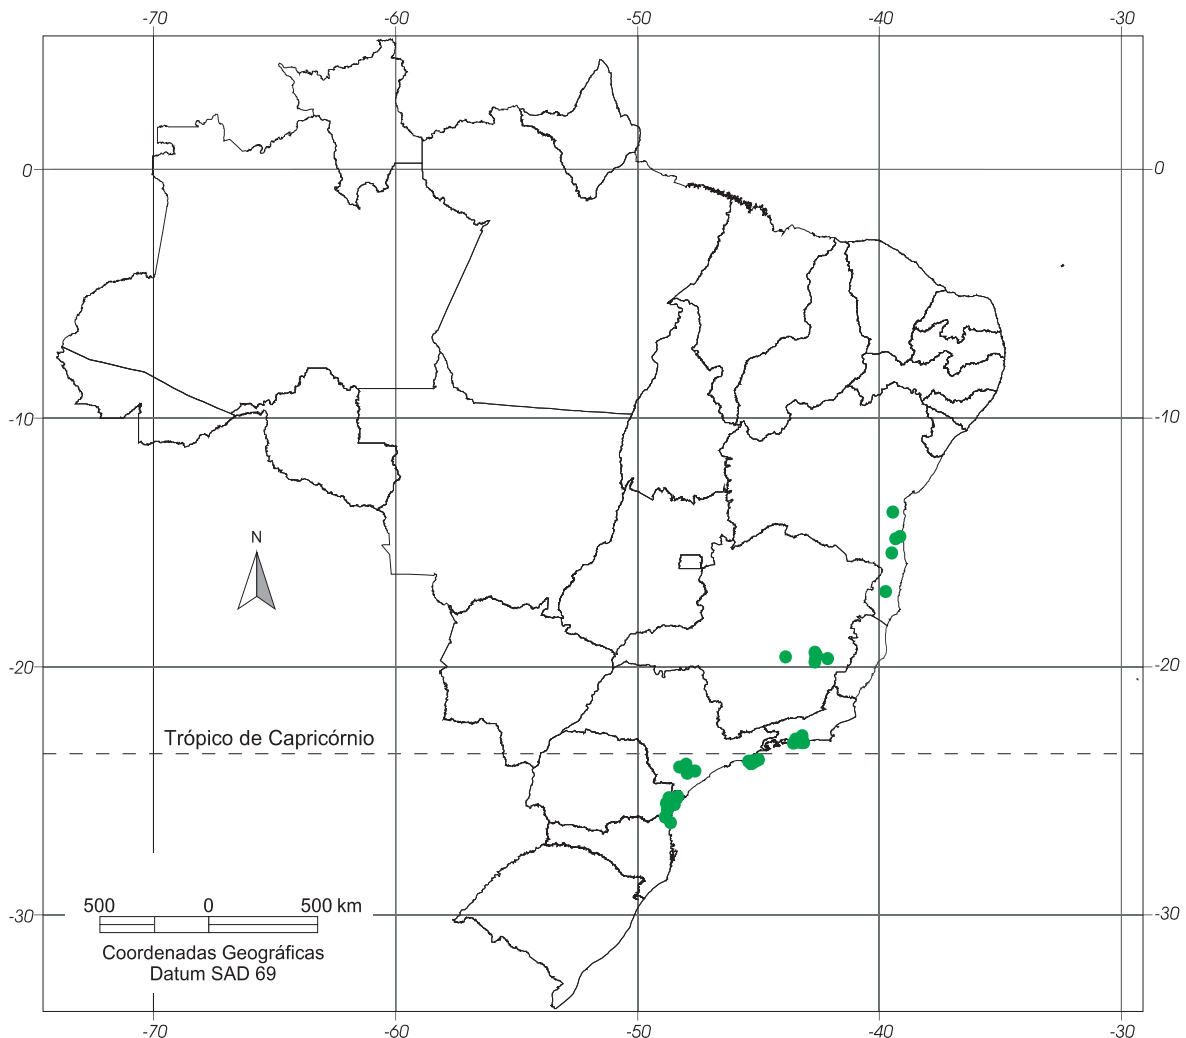 -70 -60 -50 -40 -30
0 0
-10 -10
N
-20 -20
Trópico de Capricórnio
500 0 500 km
-30 -30
Coordenadas Geográficas
Datum SAD 69
-70 -60 -50 -40 -30